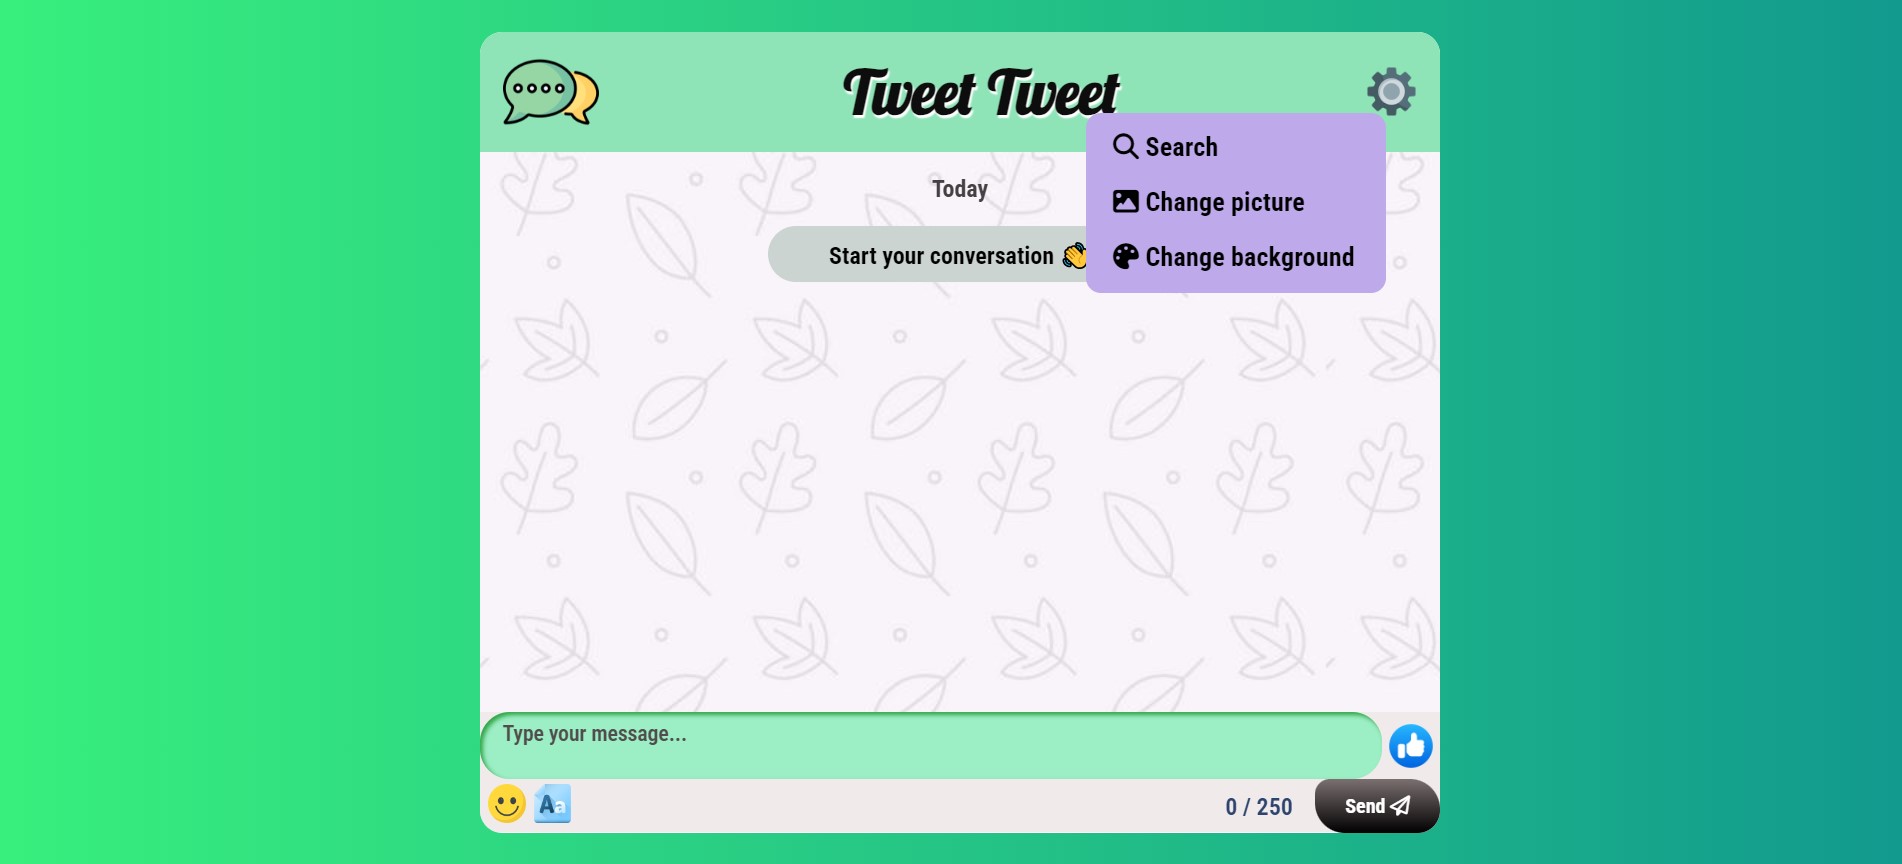 Tweet Tweet
Search
Change picture
Change background
Today
Start your conversation 👋
Type your message...
Aa
0 / 250
Send